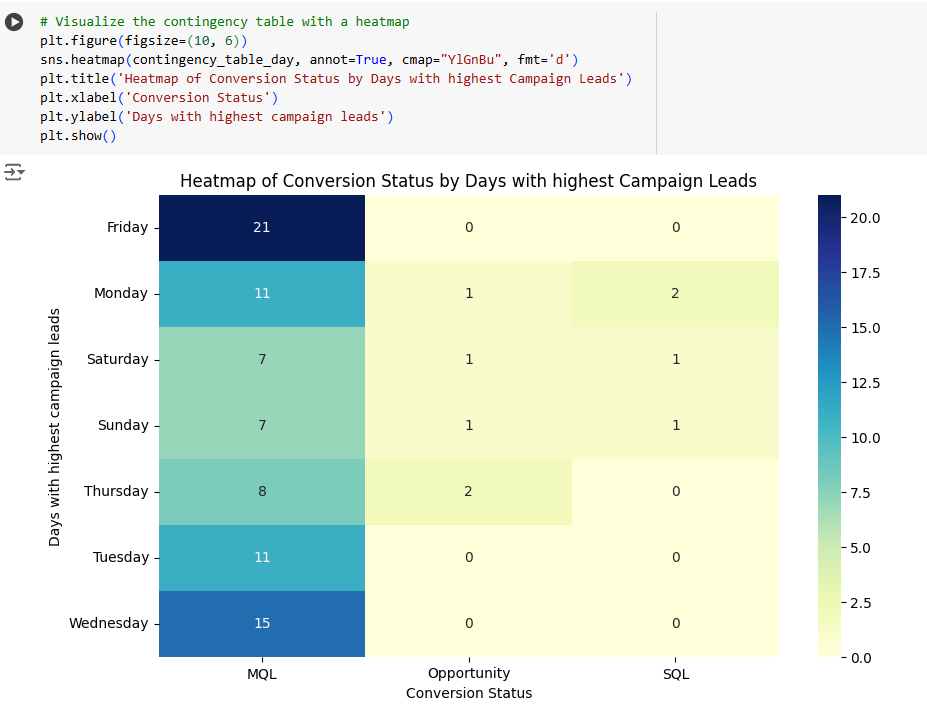 # Visualize the contingency table with a heatmap
plt.figure(figsize=(10, 6))
sns.heatmap(contingency_table_day, annot=True, cmap="YlGnBu", fmt='d')
plt.title('Heatmap of Conversion Status by Days with highest Campaign Leads')
plt.xlabel('Conversion Status')
plt.ylabel('Days with highest campaign leads')
plt.show()
Heatmap of Conversion Status by Days with highest Campaign Leads
Days with highest campaign leads
Friday 21 0 0
Monday 11 1 2
Saturday 7 1 1
Sunday 7 1 1
Thursday 8 2 0
Tuesday 11 0 0
Wednesday 15 0 0
MQL Opportunity SQL
Conversion Status
20.0
17.5
15.0
12.5
10.0
7.5
5.0
2.5
0.0